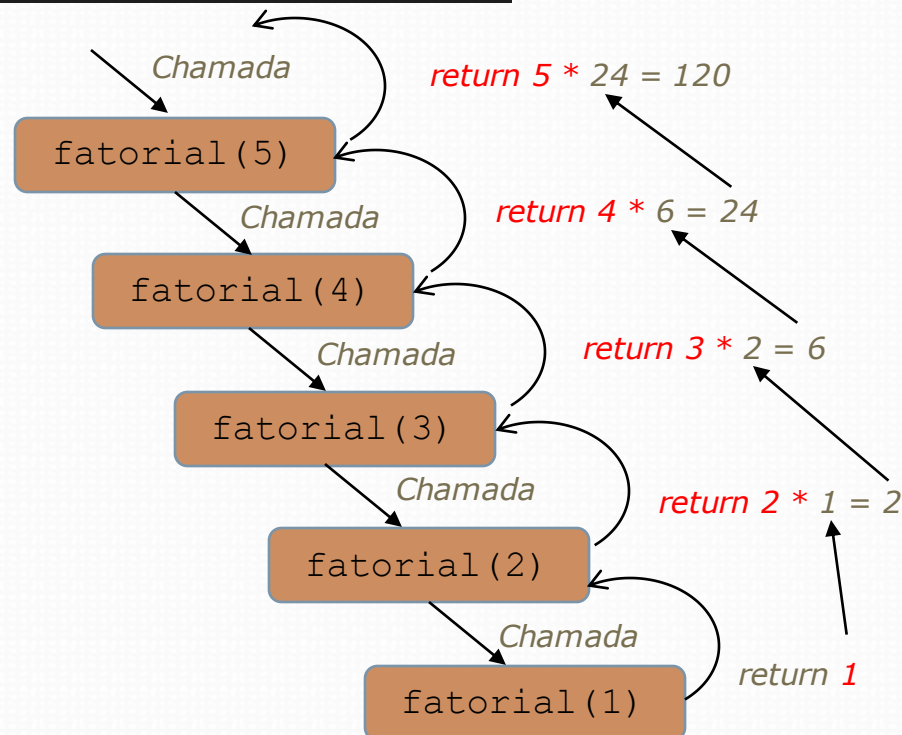 Chamada
return 5 * 24 = 120
fatorial(5)
Chamada
return 4 * 6 = 24
fatorial(4)
Chamada
return 3 * 2 = 6
fatorial(3)
Chamada
return 2 * 1 = 2
fatorial(2)
Chamada
return 1
fatorial(1)